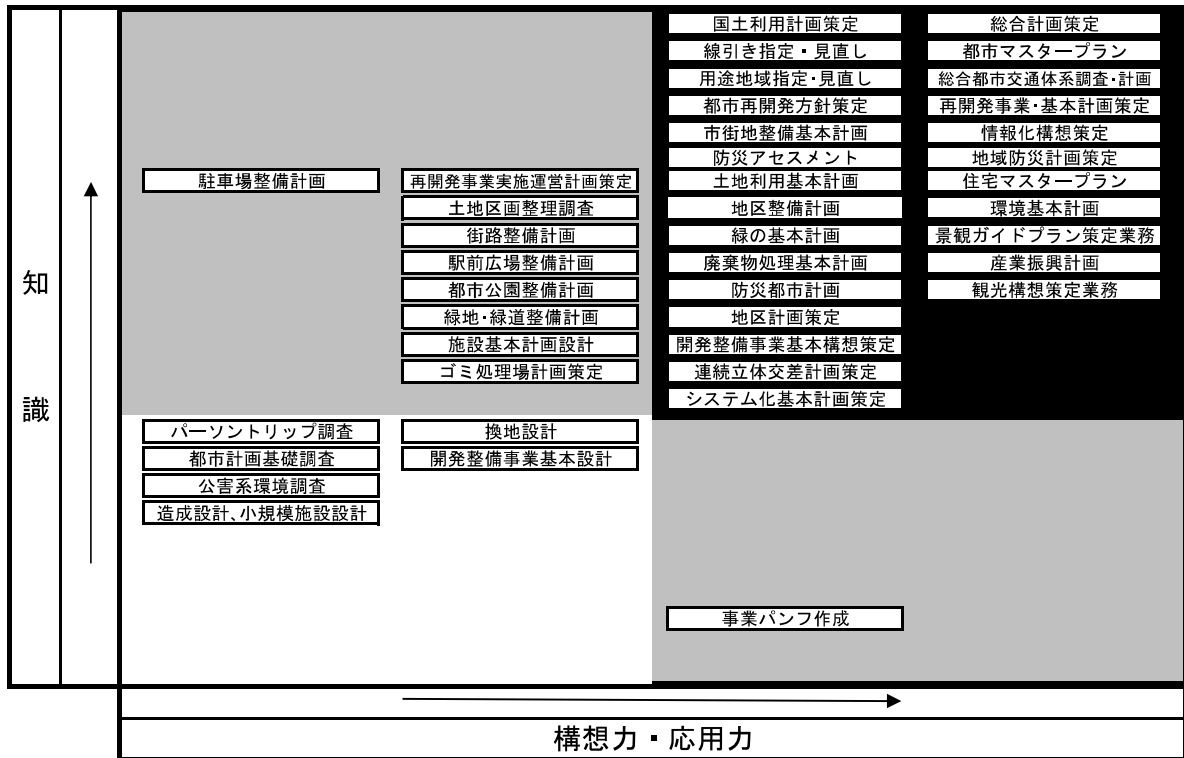 知識
国土利用計画策定
線引き指定・見直し
用途地域指定・見直し
都市再開発方針策定
市街地整備基本計画
防災アセスメント
土地利用基本計画
地区整備計画
緑の基本計画
廃棄物処理基本計画
防災都市計画
地区計画策定
開発整備事業基本構想策定
連続立体交差計画策定
システム化基本計画策定
総合計画策定
都市マスタープラン
総合都市交通体系調査・計画
再開発事業・基本計画策定
情報化構想策定
地域防災計画策定
住宅マスタープラン
環境基本計画
景観ガイドプラン策定業務
産業振興計画
観光構想策定業務
駐車場整備計画
再開発事業実施運営計画策定
土地区画整理調査
街路整備計画
駅前広場整備計画
都市公園整備計画
緑地・緑道整備計画
施設基本計画設計
ゴミ処理場計画策定
パーソントリップ調査
都市計画基礎調査
公害系環境調査
造成設計、小規模施設設計
換地設計
開発整備事業基本設計
事業パンフ作成
構想力・応用力